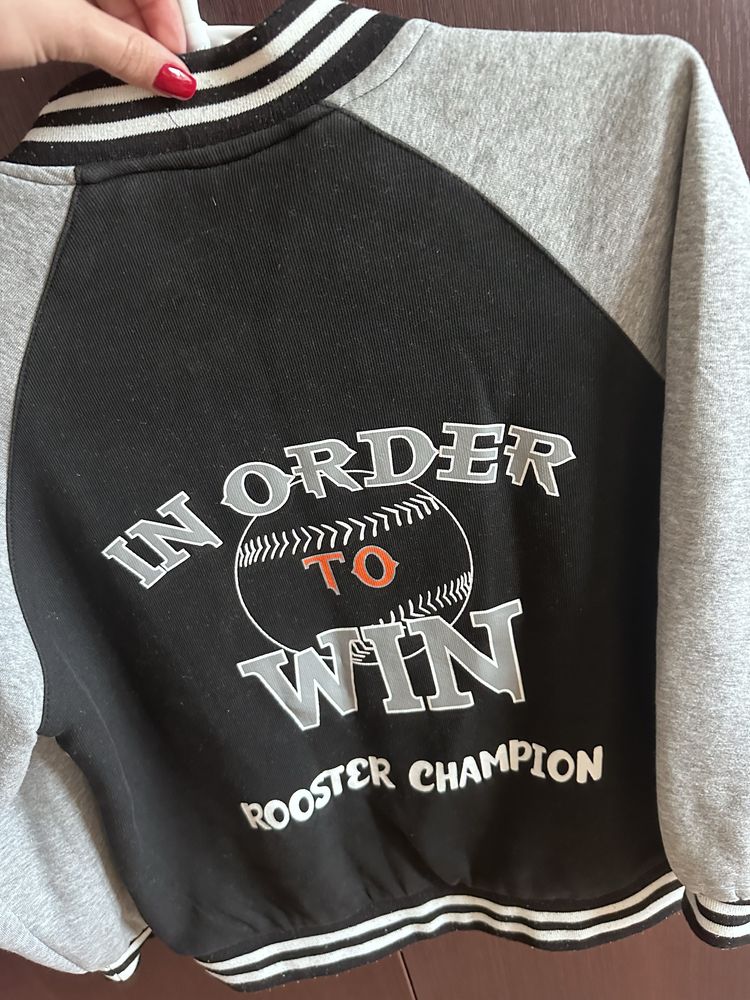 IN ORDER
TO
WIN
ROOSTER CHAMPION